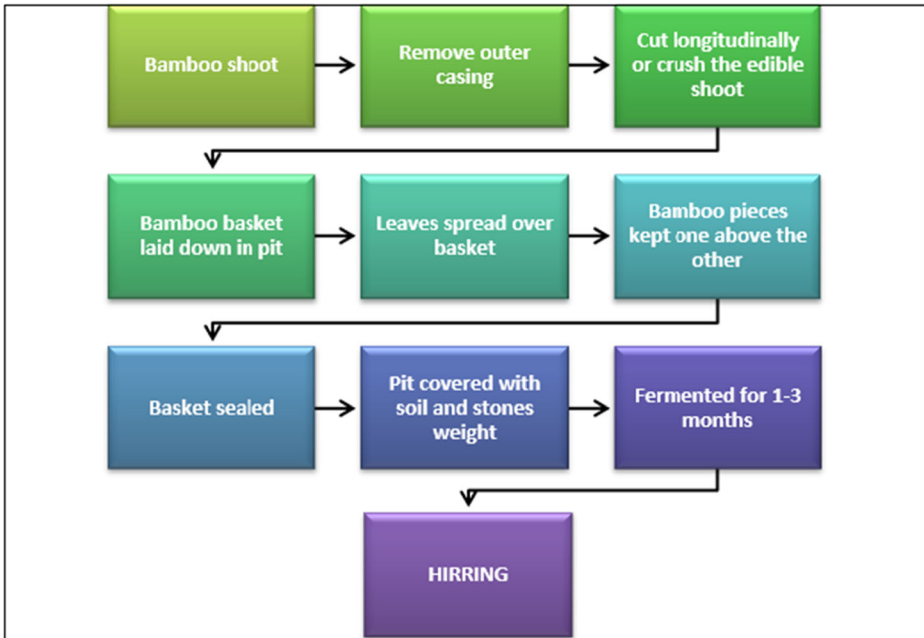 Bamboo shoot
Remove outer
casing
Cut longitudinally
or crush the edible
shoot
Bamboo basket
laid down in pit
Leaves spread over
basket
Bamboo pieces
kept one above the
other
Basket sealed
Pit covered with
soil and stones
weight
Fermented for 1-3
months
HIRRING